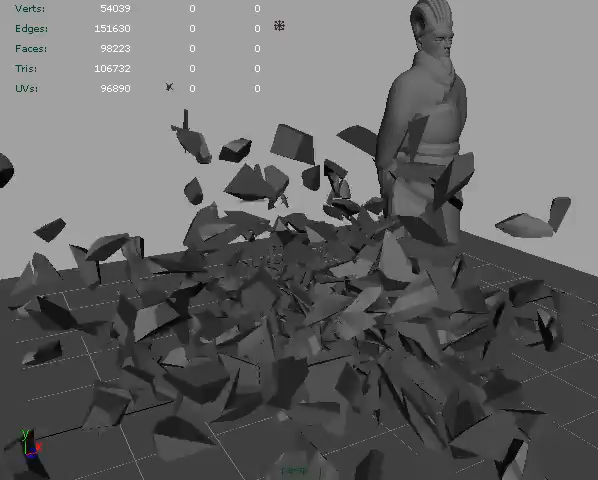 Verts: 54039 0 0
Edges: 151630 0 0
Faces: 98223 0 0
Tris: 106732 0 0
UVs: 96890 0 0
y
persp